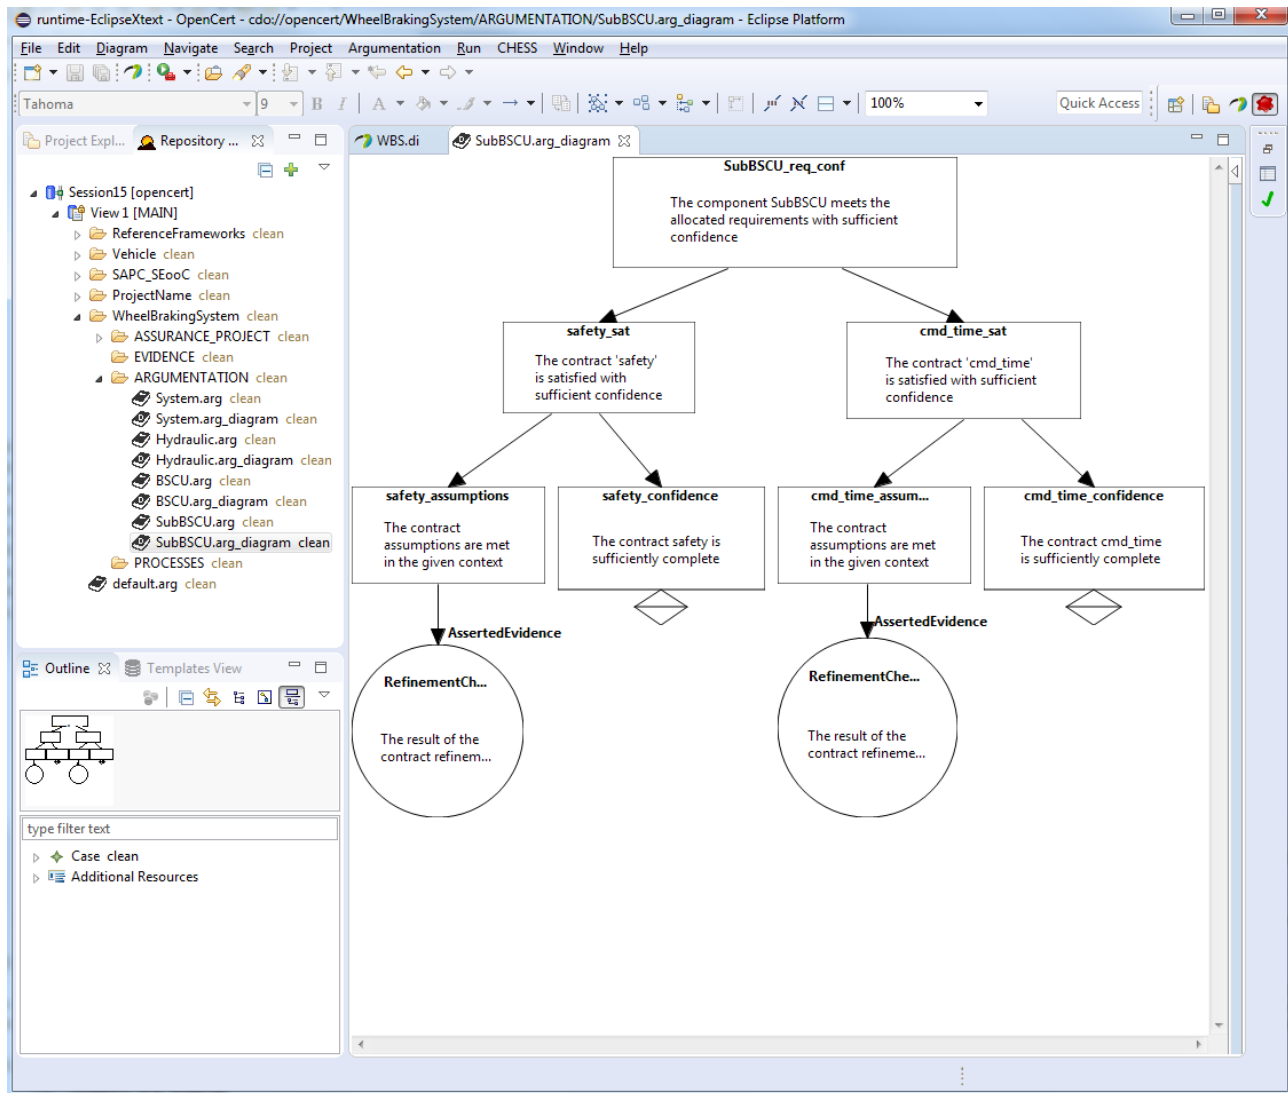 runtime-EclipseXtext - OpenCert - cdo://opencert/WheelBrakingSystem/ARGUMENTATION/SubBSCU.arg_diagram - Eclipse Platform
File Edit Diagram Navigate Search Project Argumentation Run CHESS Window Help
Tahoma 9 B I A 100% Quick Access
Project Expl... Repository ...
WBS.di SubBSCU.arg_diagram
Session15 [opencert]
View 1 [MAIN]
ReferenceFrameworks clean
Vehicle clean
SAPC_SEooC clean
ProjectName clean
WheelBrakingSystem clean
ASSURANCE_PROJECT clean
EVIDENCE clean
ARGUMENTATION clean
System.arg clean
System.arg_diagram clean
Hydraulic.arg clean
Hydraulic.arg_diagram clean
BSCU.arg clean
BSCU.arg_diagram clean
SubBSCU.arg clean
SubBSCU.arg_diagram clean
PROCESSES clean
default.arg clean
Outline Templates View
type filter text
Case clean
Additional Resources
SubBSCU_req_conf
The component SubBSCU meets the
allocated requirements with sufficient
confidence
safety_sat
The contract 'safety'
is satisfied with
sufficient confidence
cmd_time_sat
The contract 'cmd_time'
is satisfied with sufficient
confidence
safety_assumptions
The contract
assumptions are met
in the given context
safety_confidence
The contract safety is
sufficiently complete
cmd_time_assum...
The contract
assumptions are met
in the given context
cmd_time_confidence
The contract cmd_time
is sufficiently complete
AssertedEvidence
AssertedEvidence
RefinementCh...
The result of the
contract refinem...
RefinementChe...
The result of the
contract refineme...